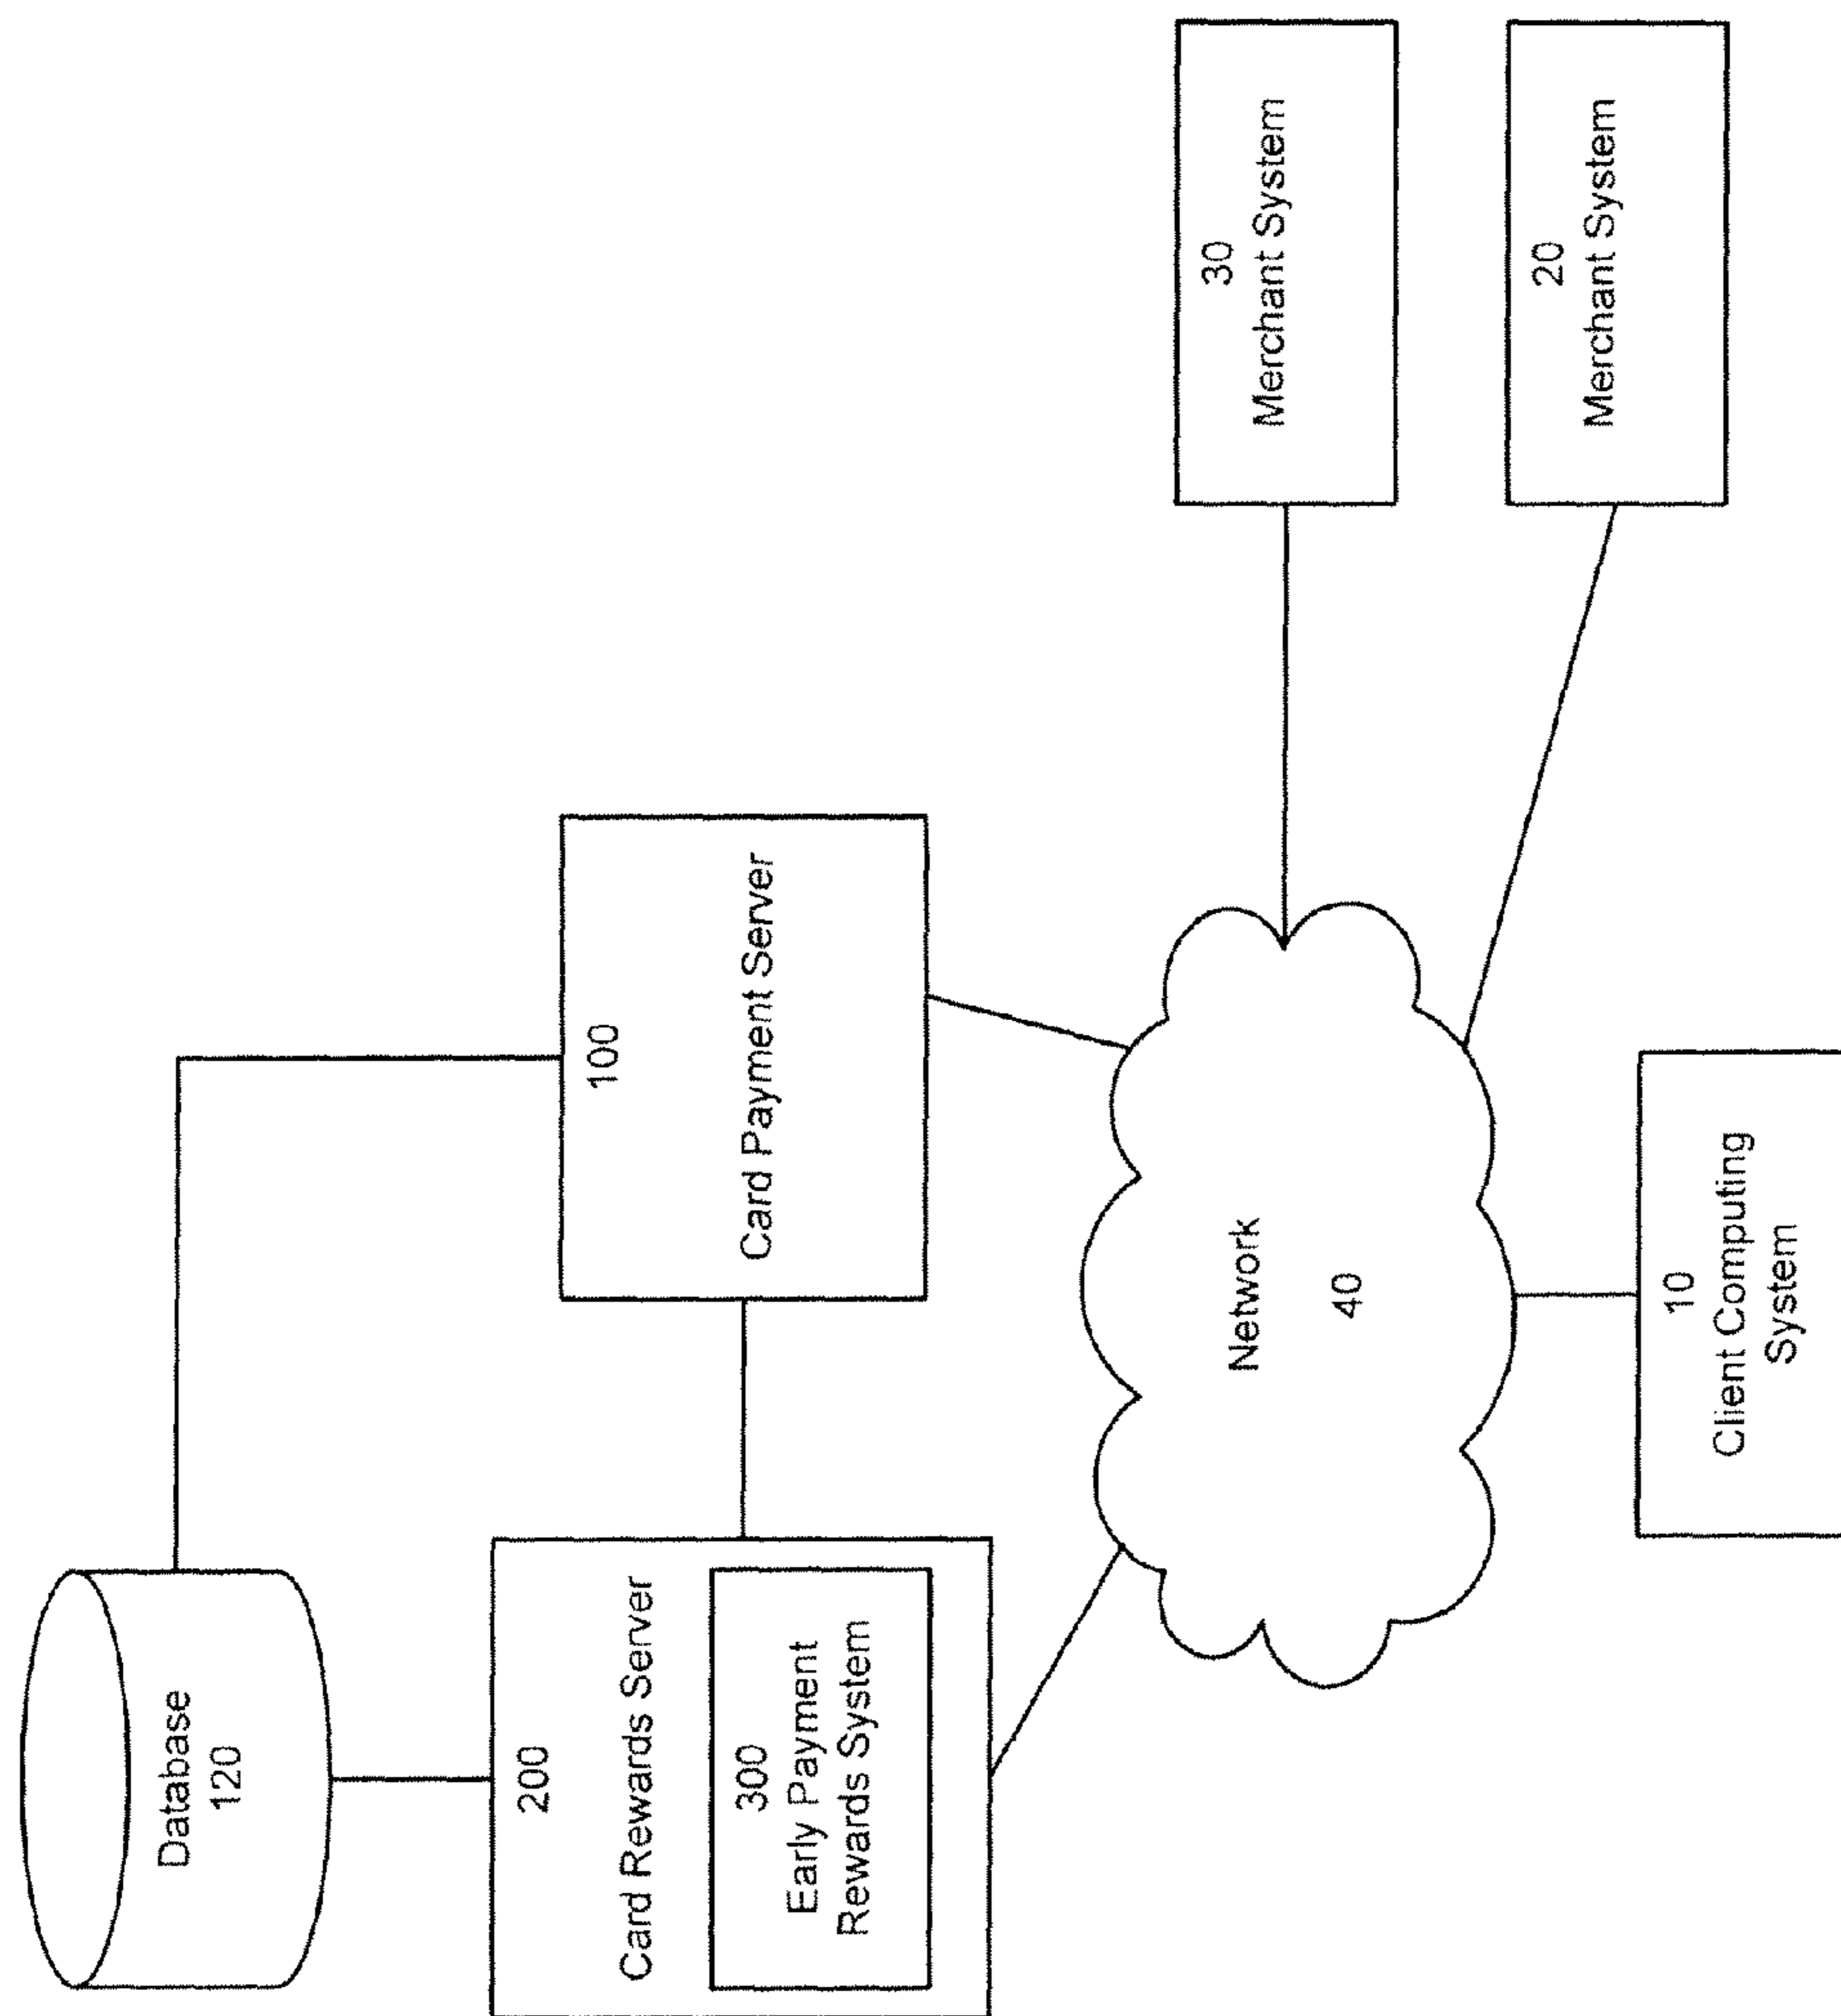 Database
120
200
Card Rewards Server
300
Early Payment
Rewards System
100
Card Payment Server
Network
40
30
Merchant System
20
Merchant System
10
Client Computing
System